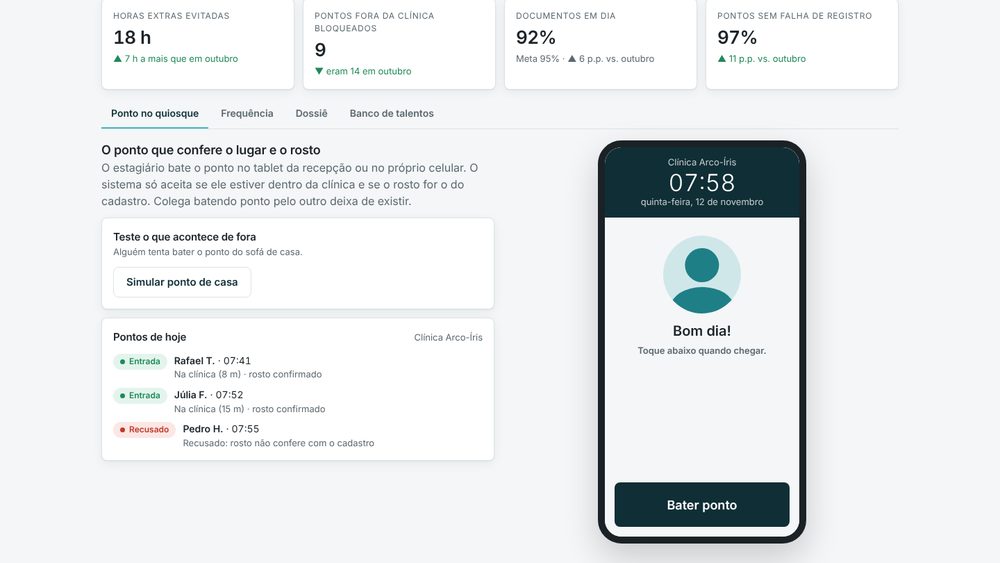 HORAS EXTRAS EVITADAS
18 h
▲ 7 h a mais que em outubro
PONTOS FORA DA CLÍNICA
BLOQUEADOS
9
▼ eram 14 em outubro
DOCUMENTOS EM DIA
92%
Meta 95% · ▲ 6 p.p. vs. outubro
PONTOS SEM FALHA DE REGISTRO
97%
▲ 11 p.p. vs. outubro
Ponto no quiosque
Frequência
Dossiê
Banco de talentos
O ponto que confere o lugar e o rosto
O estagiário bate o ponto no tablet da recepção ou no próprio celular. O
sistema só aceita se ele estiver dentro da clínica e se o rosto for o do
cadastro. Colega batendo ponto pelo outro deixa de existir.
Teste o que acontece de fora
Alguém tenta bater o ponto do sofá de casa.
Simular ponto de casa
Pontos de hoje
Clínica Arco-Íris
Entrada
Rafael T. · 07:41
Na clínica (8 m) · rosto confirmado
Entrada
Júlia F. · 07:52
Na clínica (15 m) · rosto confirmado
Recusado
Pedro H. · 07:55
Recusado: rosto não confere com o cadastro
Clínica Arco-Íris
07:58
quinta-feira, 12 de novembro
Bom dia!
Toque abaixo quando chegar.
Bater ponto